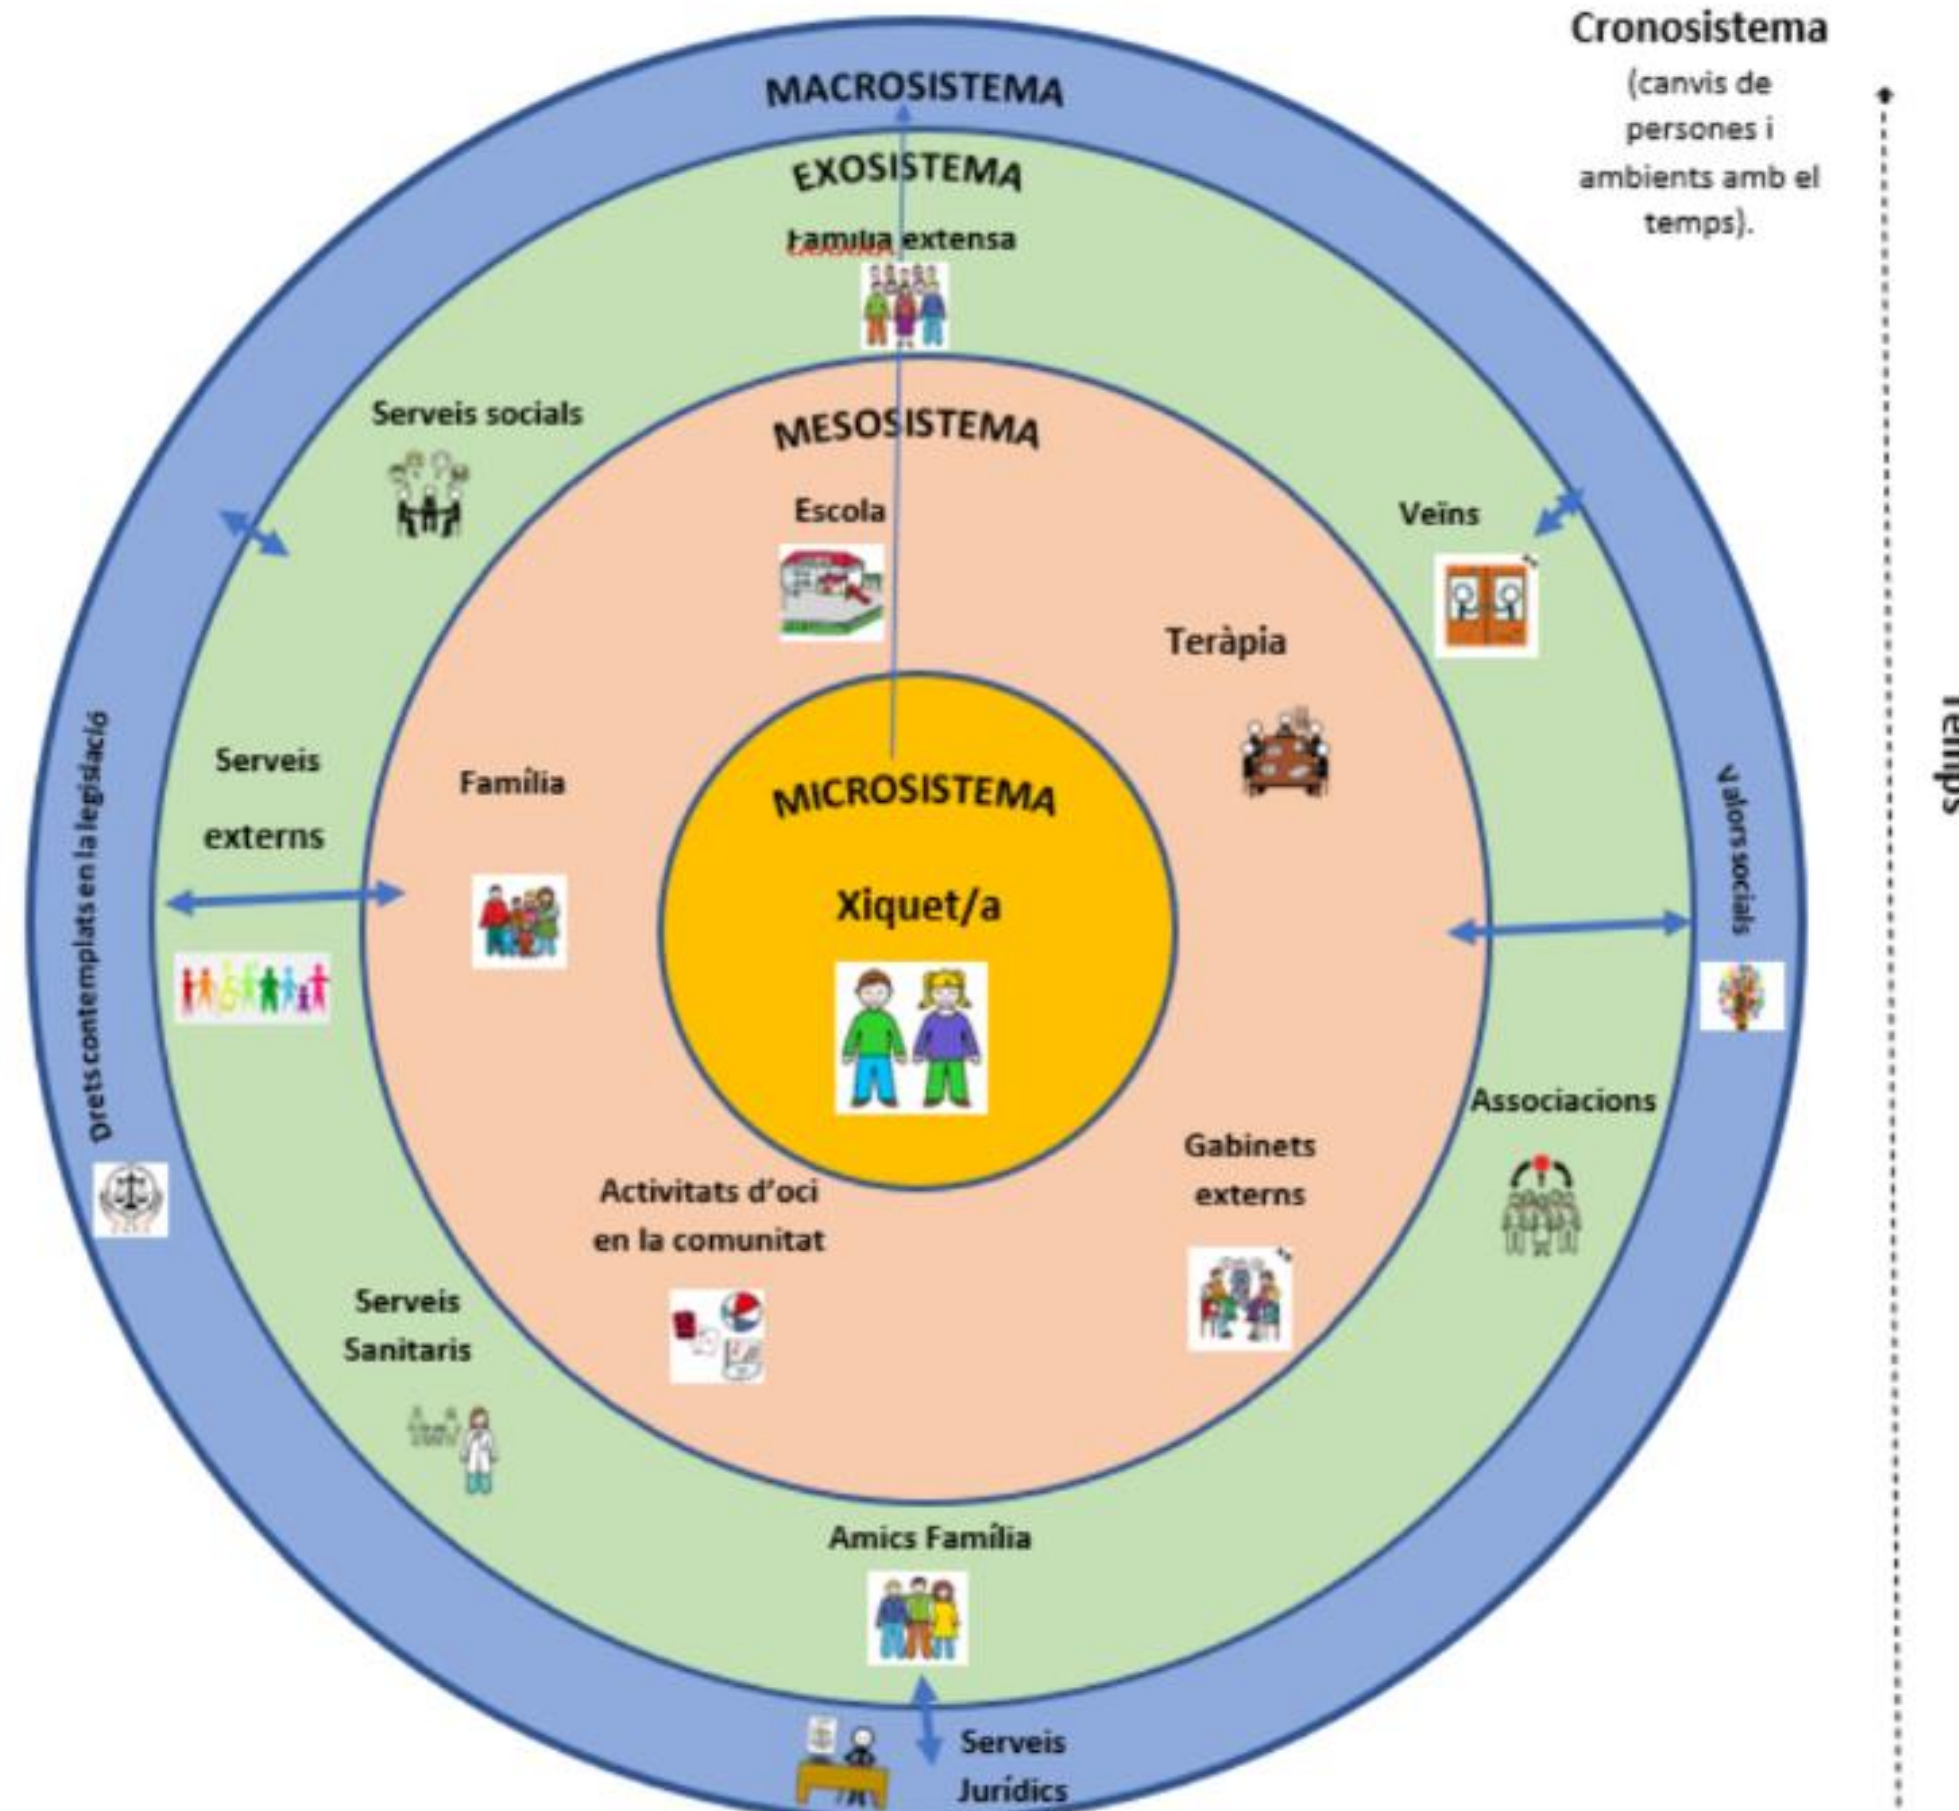 Cronosistema
(canvis de
persones i
ambients amb el
temps).
MACROSISTEMA
EXOSISTEMA
Família extensa
Serveis socials
MESOSISTEMA
Escola
Veïns
Teràpia
Drets contemplats en la legislació
Serveis
externs
Família
MICROSISTEMA
Xiquet/a
Valors socials
Temps
Associacions
Gabinets
externs
Activitats d'oci
en la comunitat
Serveis
Sanitaris
Amics Família
Serveis
Jurídics